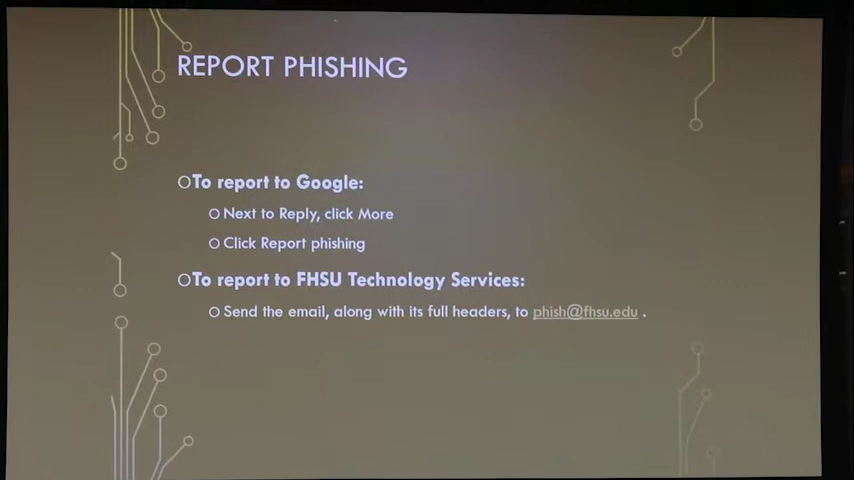 REPORT PHISHING
To report to Google:
Next to Reply, click More
Click Report phishing
To report to FHSU Technology Services:
Send the email, along with its full headers, to phish@fhsu.edu .